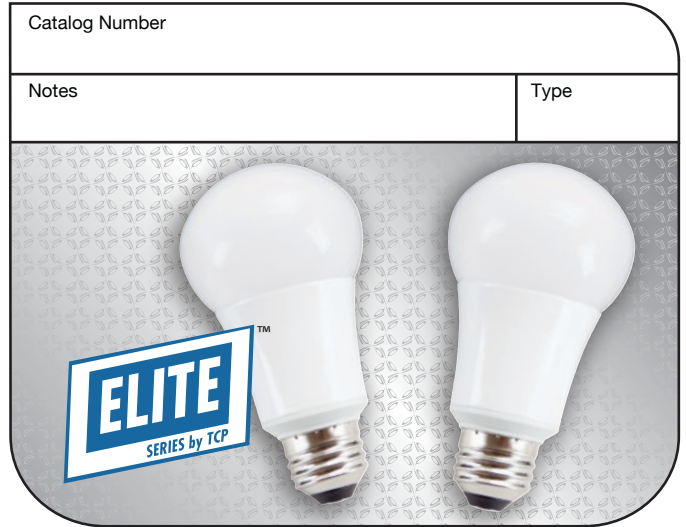 Catalog Number
Notes
Type
™
ELITE
SERIES by TCP